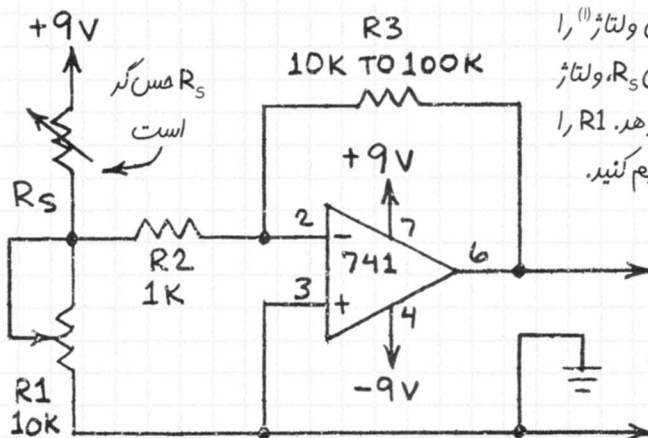 +9V
R3
10K TO 100K
ولتاژ(۱) را
Rs حس گر
است
Rs، ولتاژ
R1 را
کنید.
+9V
Rs
2
7
R2
741
6
1K
3
4
R1
10K
-9V